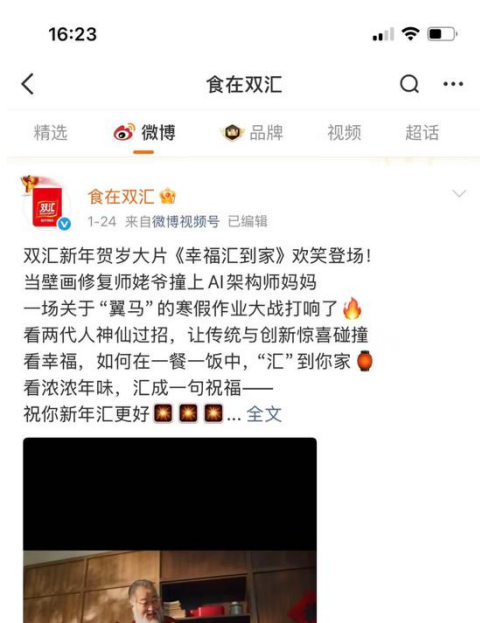 16:23
食在双汇
精选 微博 品牌 视频 超话
双汇
食在双汇
1-24 来自微博视频号 已编辑
双汇新年贺岁大片《幸福汇到家》欢笑登场！
当壁画修复师姥爷撞上AI架构师妈妈
一场关于“翼马”的寒假作业大战打响了🔥
看两代人神仙过招，让传统与创新惊喜碰撞
看幸福，如何在一餐一饭中，“汇”到你家🏮
看浓浓年味，汇成一句祝福——
祝你新年汇更好🎇🎇🎇... 全文